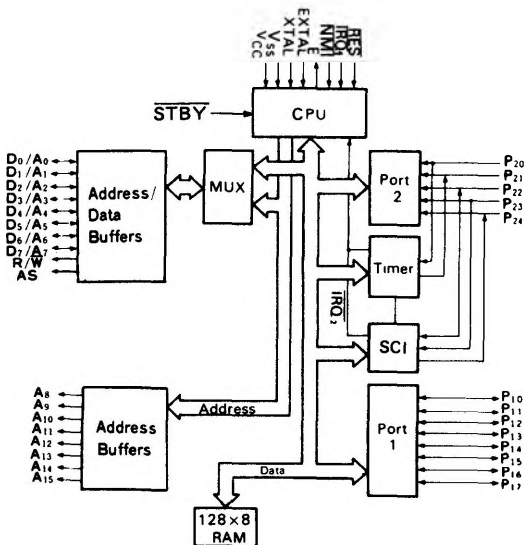 VCC
VSS
XTAL
EXTAL
E
NMI
IRQ1
RES
STBY
CPU
D0/A0
D1/A1
D2/A2
D3/A3
D4/A4
D5/A5
D6/A6
D7/A7
R/W
AS
Address/
Data
Buffers
MUX
Port
2
P20
P21
P22
P23
P24
Timer
IRQ2
SCI
A8
A9
A10
A11
A12
A13
A14
A15
Address
Buffers
Address
Data
Port
1
P10
P11
P12
P13
P14
P15
P16
P17
128×8
RAM